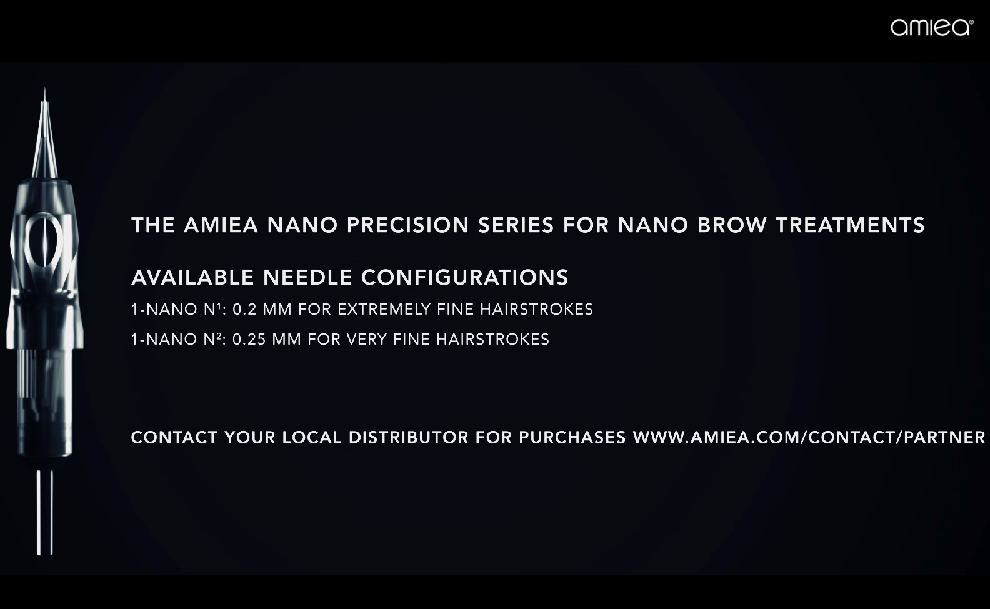 amiea®
THE AMIEA NANO PRECISION SERIES FOR NANO BROW TREATMENTS
AVAILABLE NEEDLE CONFIGURATIONS
1-NANO N¹: 0.2 MM FOR EXTREMELY FINE HAIRSTROKES
1-NANO N²: 0.25 MM FOR VERY FINE HAIRSTROKES
CONTACT YOUR LOCAL DISTRIBUTOR FOR PURCHASES WWW.AMIEA.COM/CONTACT/PARTNER